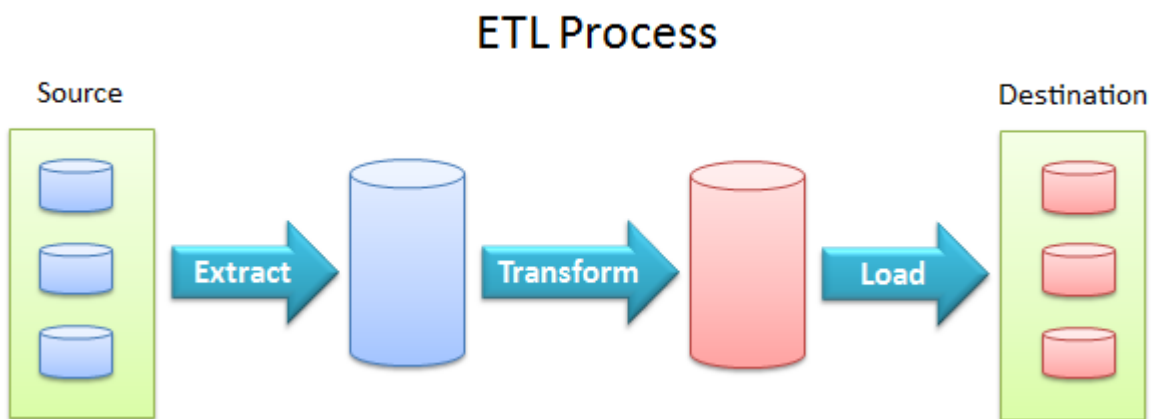 ETL Process
Source
Destination
Extract
Transform
Load